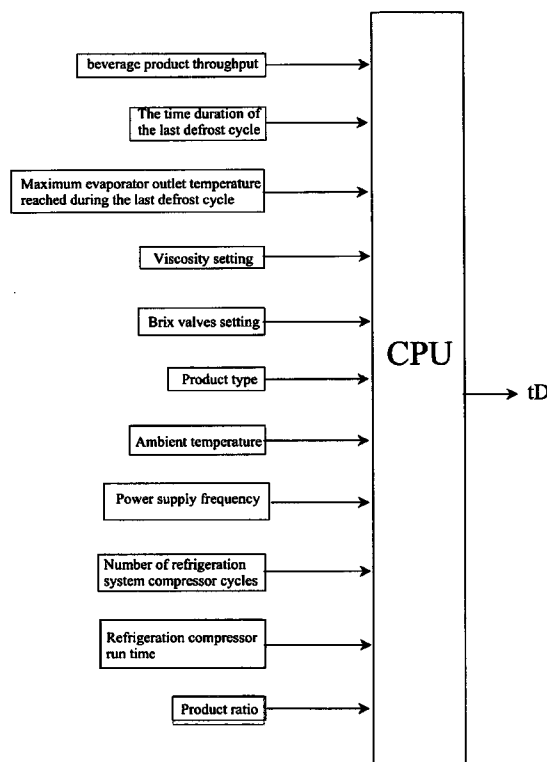 beverage product throughput
The time duration of
the last defrost cycle
Maximum evaporator outlet temperature
reached during the last defrost cycle
Viscosity setting
Brix valves setting
Product type
CPU
tD
Ambient temperature
Power supply frequency
Number of refrigeration
system compressor cycles
Refrigeration compressor
run time
Product ratio